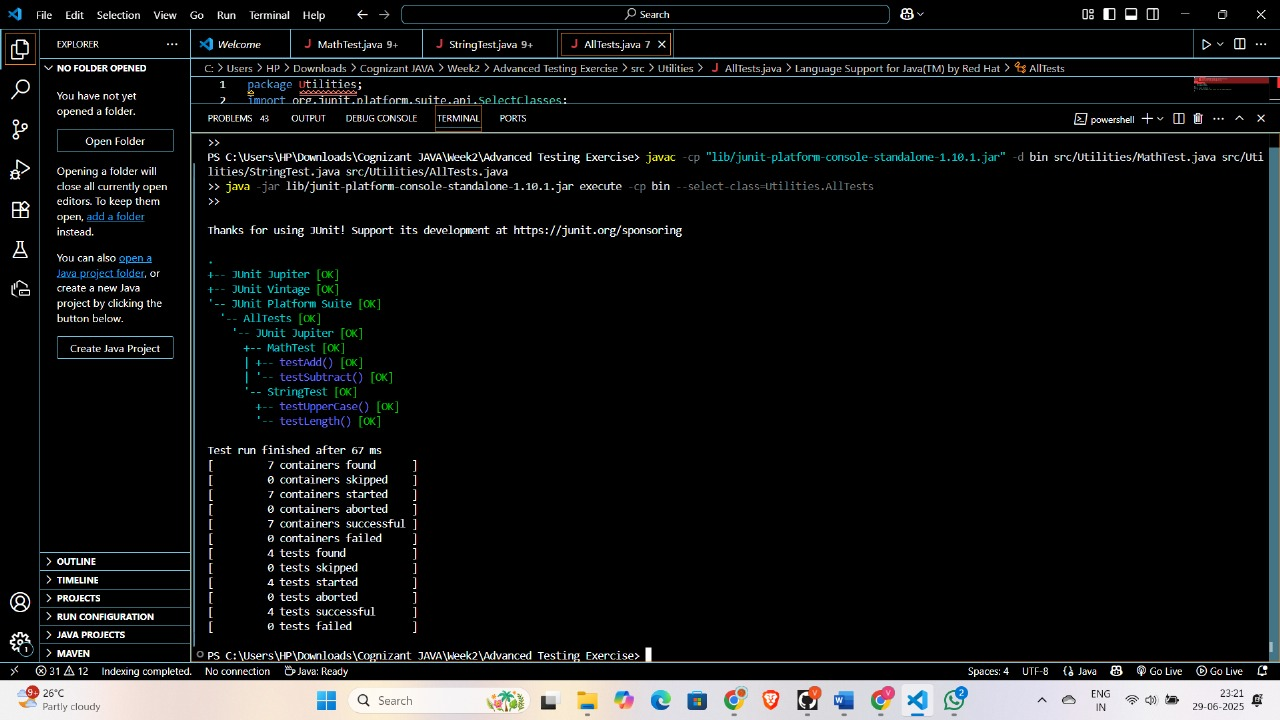 File Edit Selection View Go Run Terminal Help Search
EXPLORER
Welcome MathTest.java 9+ StringTest.java 9+ AllTests.java 7
NO FOLDER OPENED
C: > Users > HP > Downloads > Cognizant JAVA > Week2 > Advanced Testing Exercise > src > Utilities > AllTests.java > Language Support for Java(TM) by Red Hat > AllTests
1 package Utilities;
2 import org.junit.platform.suite.api.SelectClasses;
You have not yet
opened a folder.
Open Folder
Opening a folder will
close all currently open
editors. To keep them
open, add a folder
instead.
You can also open a
Java project folder, or
create a new Java
project by clicking the
button below.
Create Java Project
OUTLINE
TIMELINE
PROJECTS
RUN CONFIGURATION
JAVA PROJECTS
MAVEN
PROBLEMS 43 OUTPUT DEBUG CONSOLE TERMINAL PORTS powershell
>>
PS C:\Users\HP\Downloads\Cognizant JAVA\Week2\Advanced Testing Exercise> javac -cp "lib/junit-platform-console-standalone-1.10.1.jar" -d bin src/Utilities/MathTest.java src/Uti
lities/StringTest.java src/Utilities/AllTests.java
>> java -jar lib/junit-platform-console-standalone-1.10.1.jar execute -cp bin --select-class=Utilities.AllTests
>>
Thanks for using JUnit! Support its development at https://junit.org/sponsoring
.
+-- JUnit Jupiter [OK]
+-- JUnit Vintage [OK]
'-- JUnit Platform Suite [OK]
'-- AllTests [OK]
'-- JUnit Jupiter [OK]
+-- MathTest [OK]
| +-- testAdd() [OK]
| '-- testSubtract() [OK]
'-- StringTest [OK]
+-- testUpperCase() [OK]
'-- testLength() [OK]
Test run finished after 67 ms
[ 7 containers found ]
[ 0 containers skipped ]
[ 7 containers started ]
[ 0 containers aborted ]
[ 7 containers successful ]
[ 0 containers failed ]
[ 4 tests found ]
[ 0 tests skipped ]
[ 4 tests started ]
[ 0 tests aborted ]
[ 4 tests successful ]
[ 0 tests failed ]
PS C:\Users\HP\Downloads\Cognizant JAVA\Week2\Advanced Testing Exercise>
31 12 Indexing completed. No connection Java: Ready Spaces: 4 UTF-8 {} Java Go Live Go Live
9+ 26°C
Partly cloudy
Search
V V 2
ENG
IN
23:21
29-06-2025